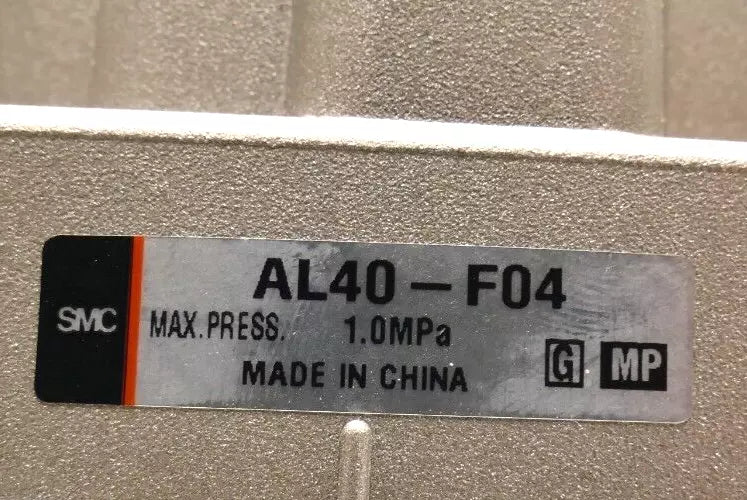 AL40-F04
SMC
MAX.PRESS. 1.0MPa
MADE IN CHINA
G MP